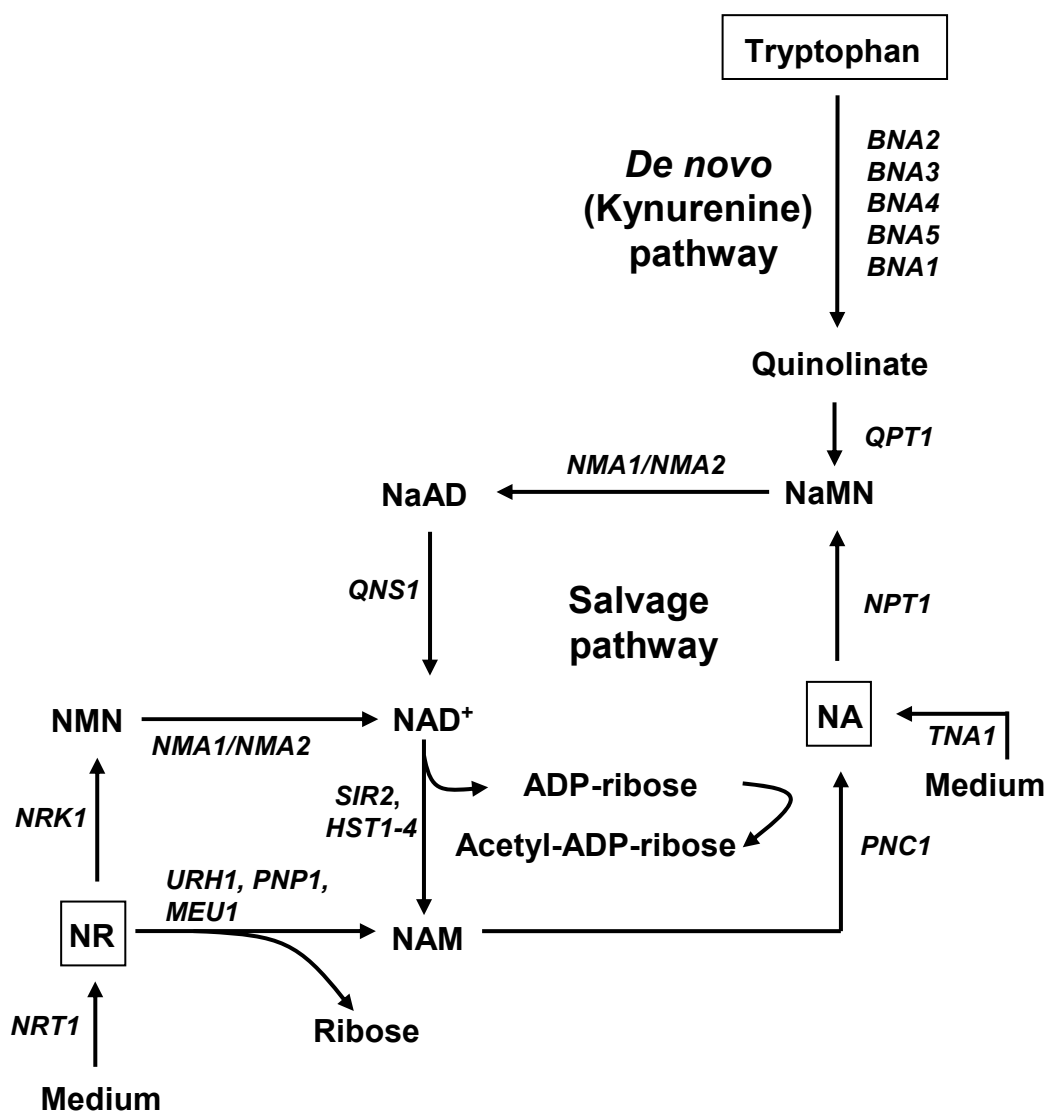 Tryptophan
De novo
(Kynurenine)
pathway
BNA2
BNA3
BNA4
BNA5
BNA1
Quinolinate
QPT1
NMA1/NMA2
NaAD
NaMN
QNS1
Salvage
pathway
NPT1
NMN
NMA1/NMA2
NAD+
NA
TNA1
Medium
ADP-ribose
Acetyl-ADP-ribose
SIR2,
HST1-4
NRK1
PNC1
URH1, PNP1,
MEU1
NR
NAM
NRT1
Ribose
Medium